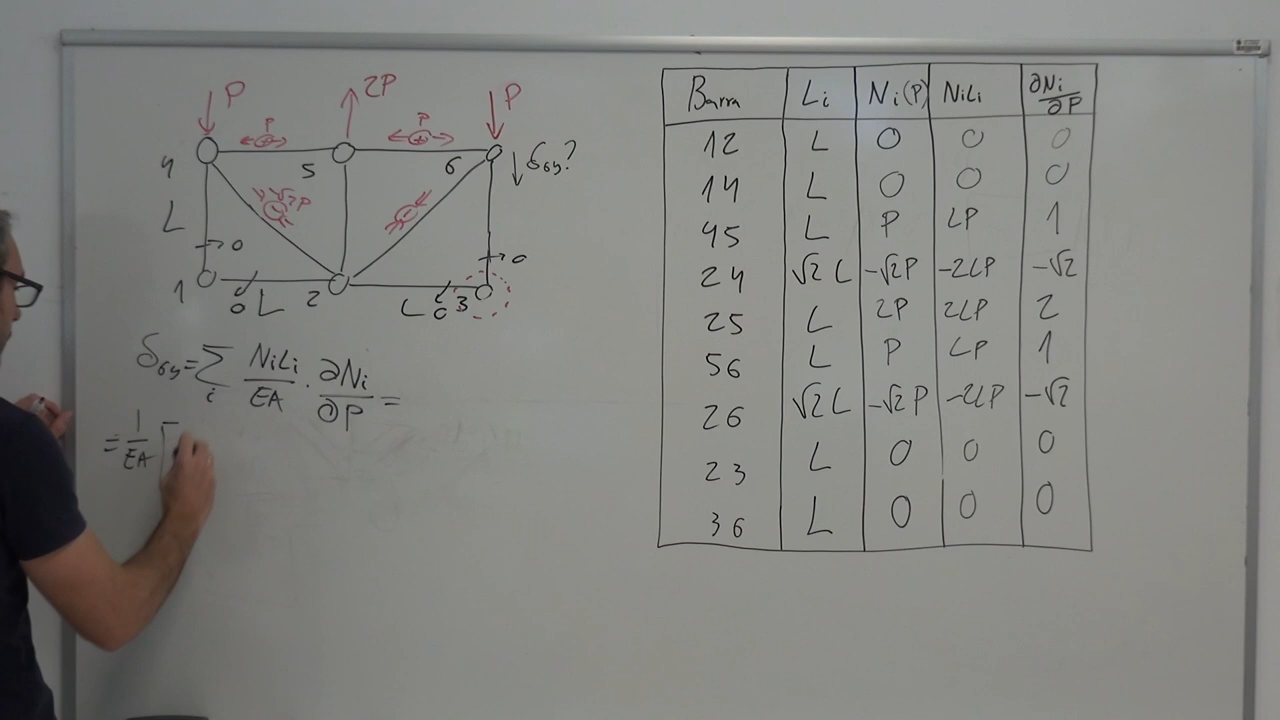 P 2P P
P P
4 5 6 ↓ δ6y?
√2P
L
0 0
1 0 L 2 L 0 3
δ6y = Σi NiLi/EA · ∂Ni/∂P =
= 1/EA [
Barra Li Ni(P) NiLi ∂Ni/∂P
12 L 0 0 0
14 L 0 0 0
45 L P LP 1
24 √2 L -√2P -2LP -√2
25 L 2P 2LP 2
56 L P LP 1
26 √2 L -√2P -2LP -√2
23 L 0 0 0
36 L 0 0 0